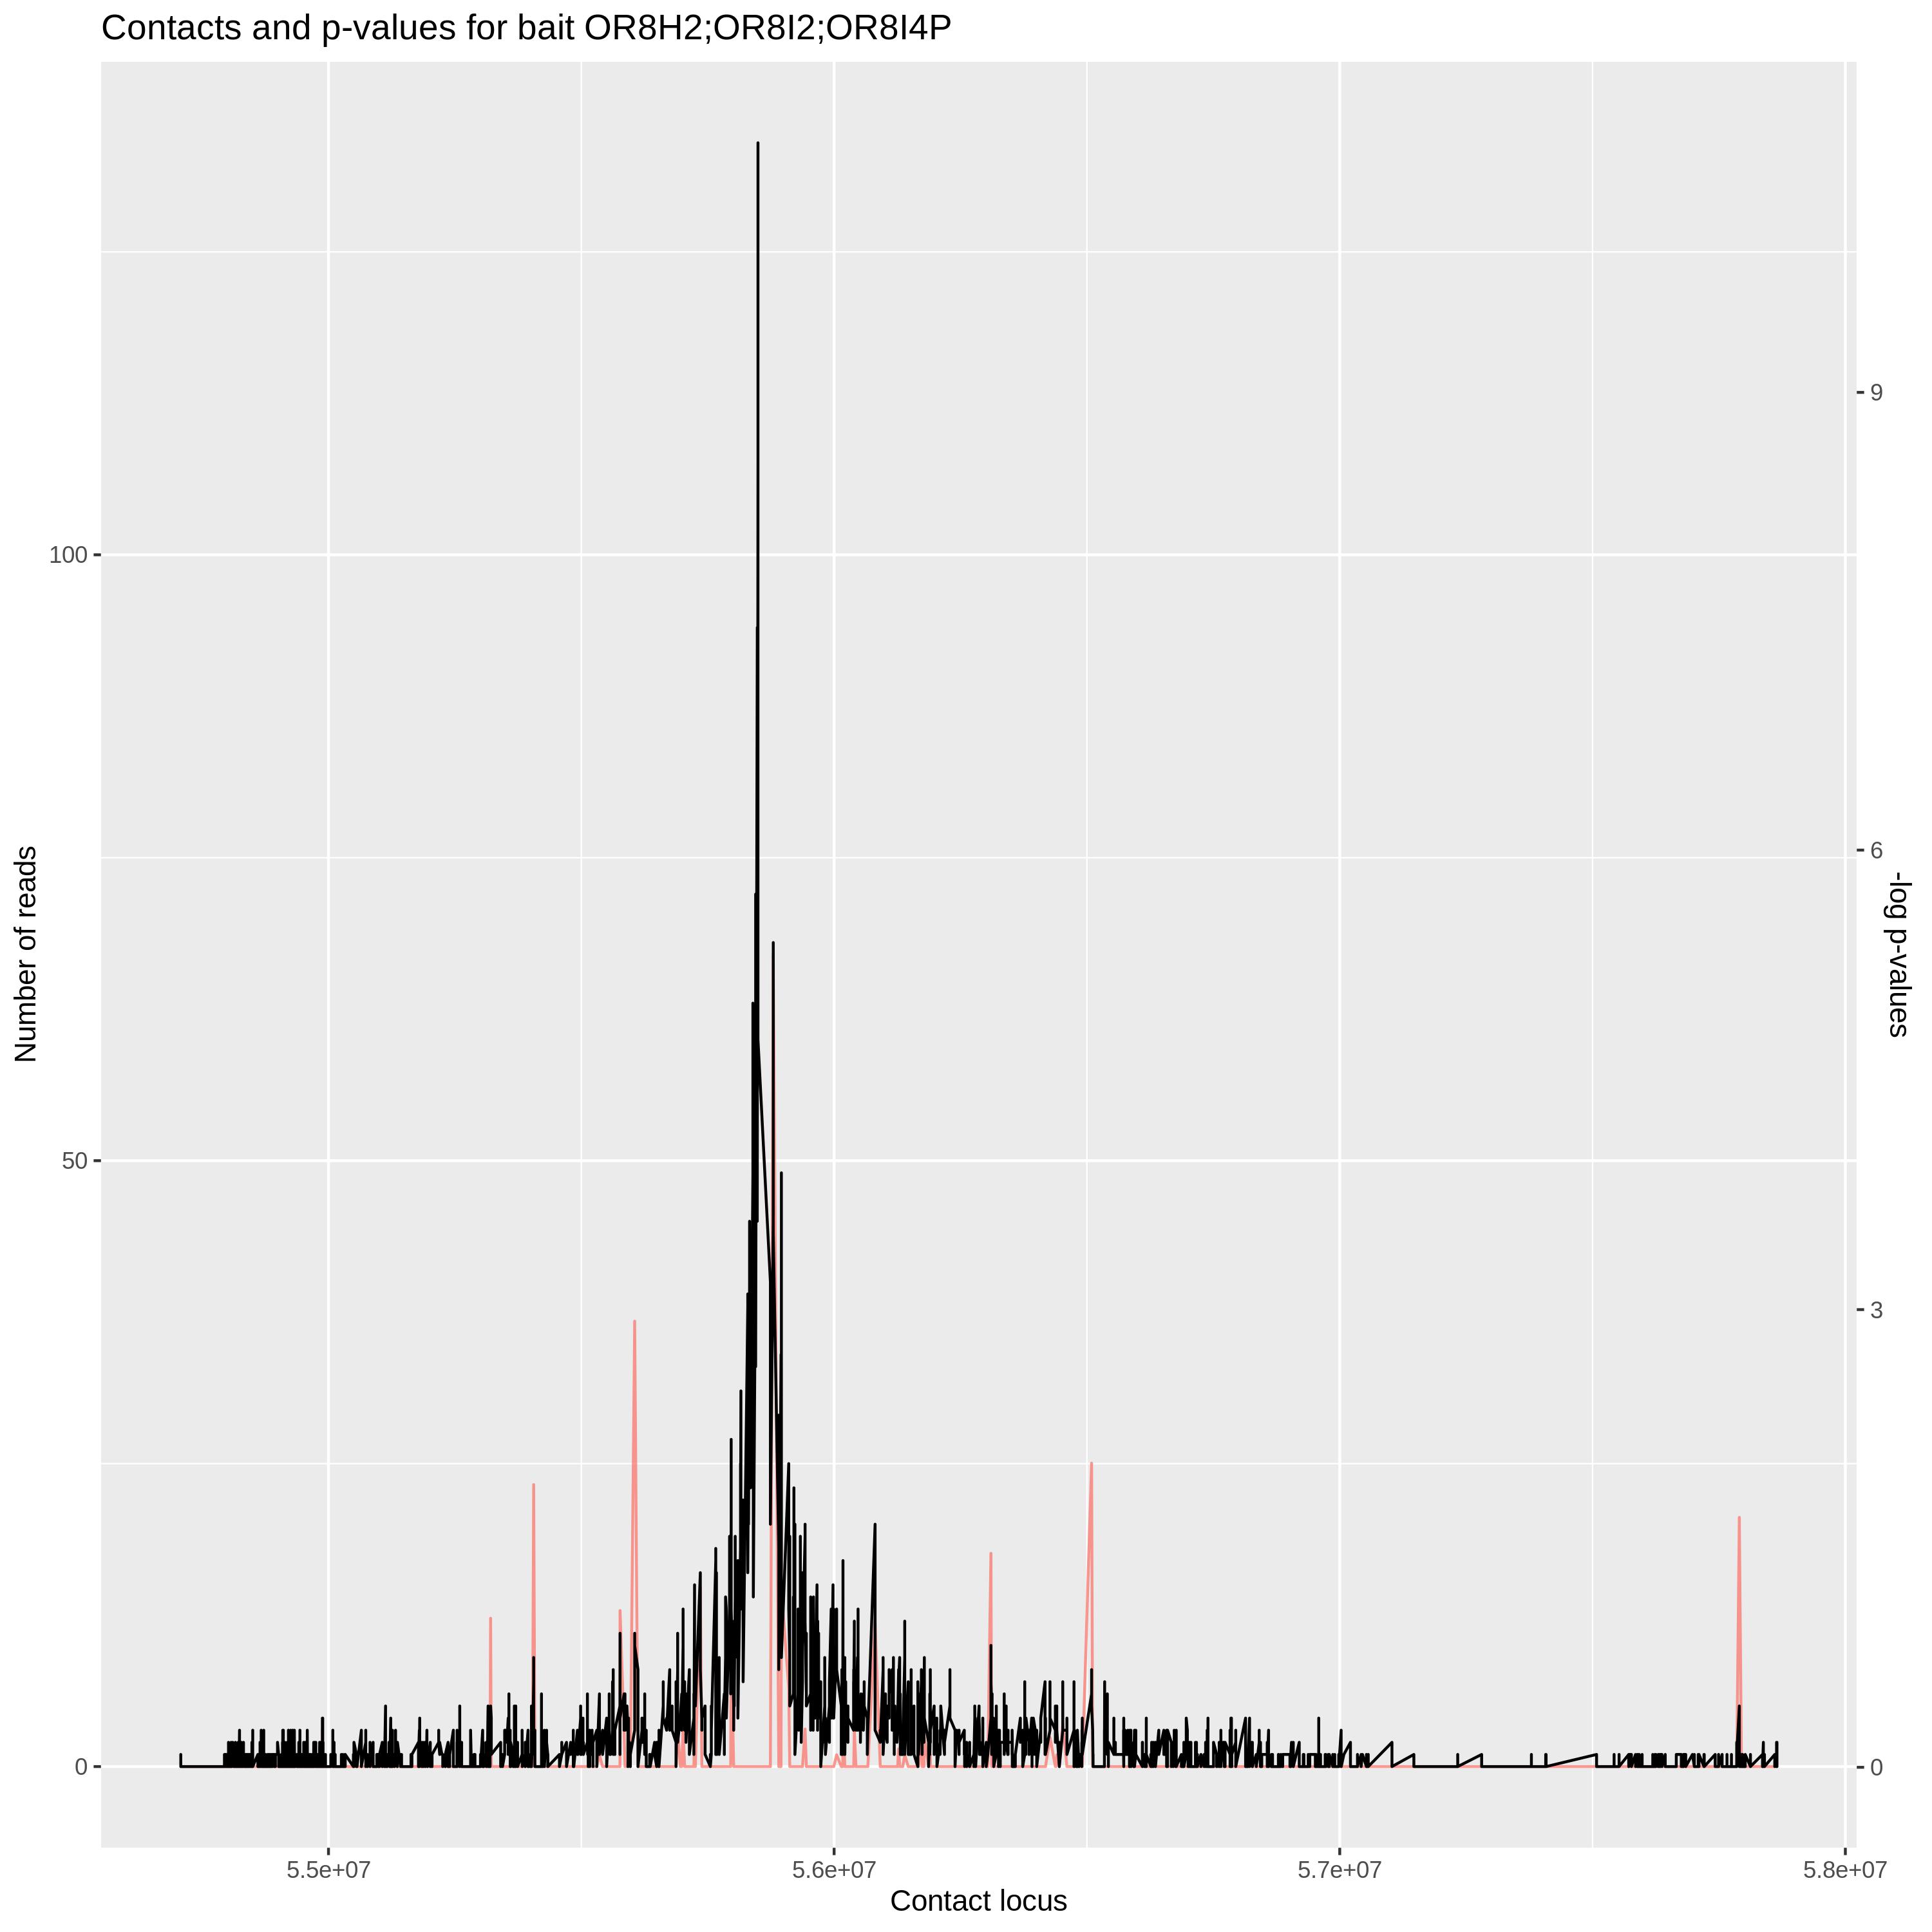 Contacts and p-values for bait OR8H2;OR8I2;OR8I4P
Number of reads
100
50
0
9
6
3
0
-log p-values
5.5e+07
5.6e+07
5.7e+07
5.8e+07
Contact locus